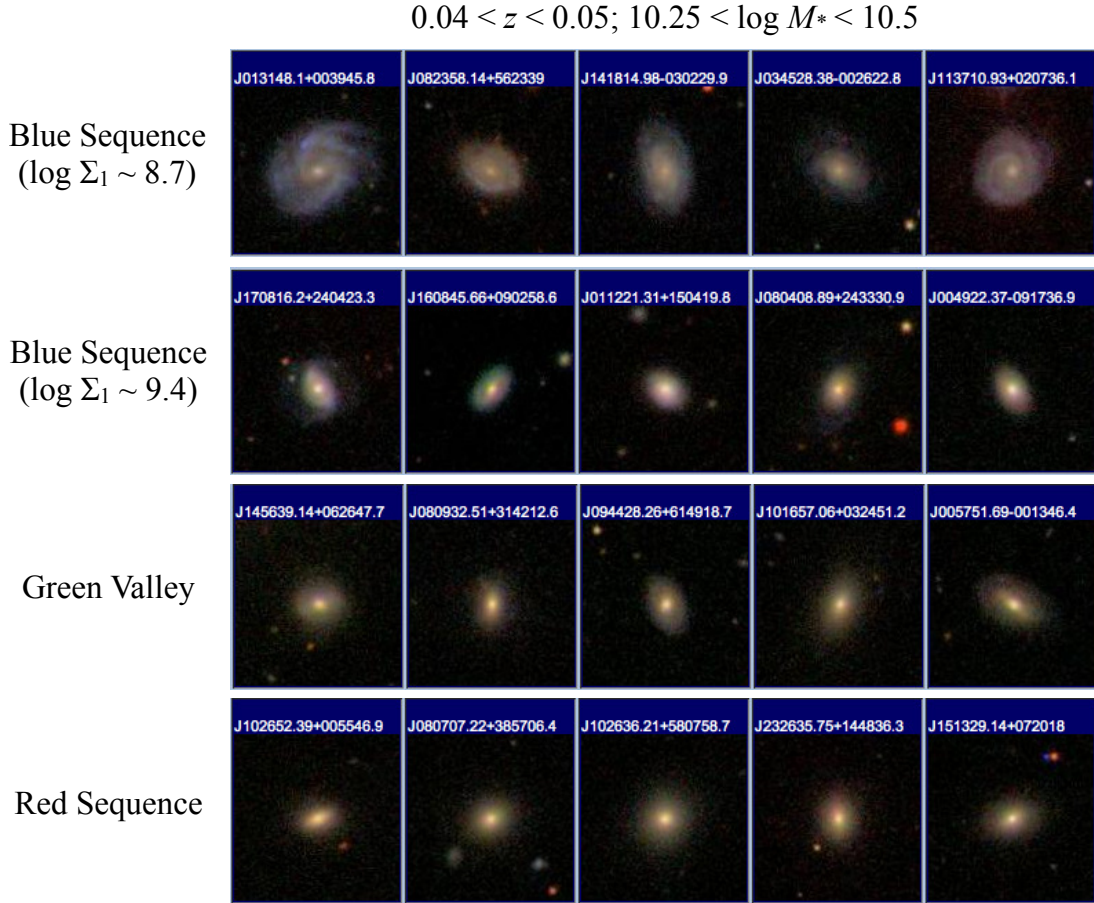 0.04 < z < 0.05; 10.25 < log M* < 10.5
Blue Sequence
(log Σ₁ ~ 8.7)
J013148.1+003945.8 J082358.14+562339 J141814.98-030229.9 J034528.38-002622.8 J113710.93+020736.1
Blue Sequence
(log Σ₁ ~ 9.4)
J170816.2+240423.3 J160845.66+090258.6 J011221.31+150419.8 J080408.89+243330.9 J004922.37-091736.9
Green Valley
J145639.14+062647.7 J080932.51+314212.6 J094428.26+614918.7 J101657.06+032451.2 J005751.69-001346.4
Red Sequence
J102652.39+005546.9 J080707.22+385706.4 J102636.21+580758.7 J232635.75+144836.3 J151329.14+072018